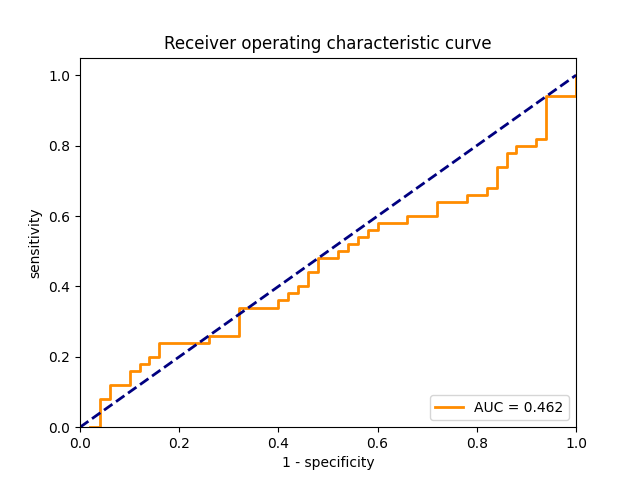 Receiver operating characteristic curve
1.0
0.8
0.6
0.4
0.2
0.0
sensitivity
AUC = 0.462
0.0 0.2 0.4 0.6 0.8 1.0
1 - specificity